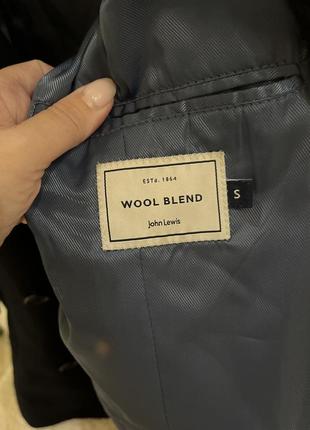 ESTd. 1864
WOOL BLEND
John Lewis
S